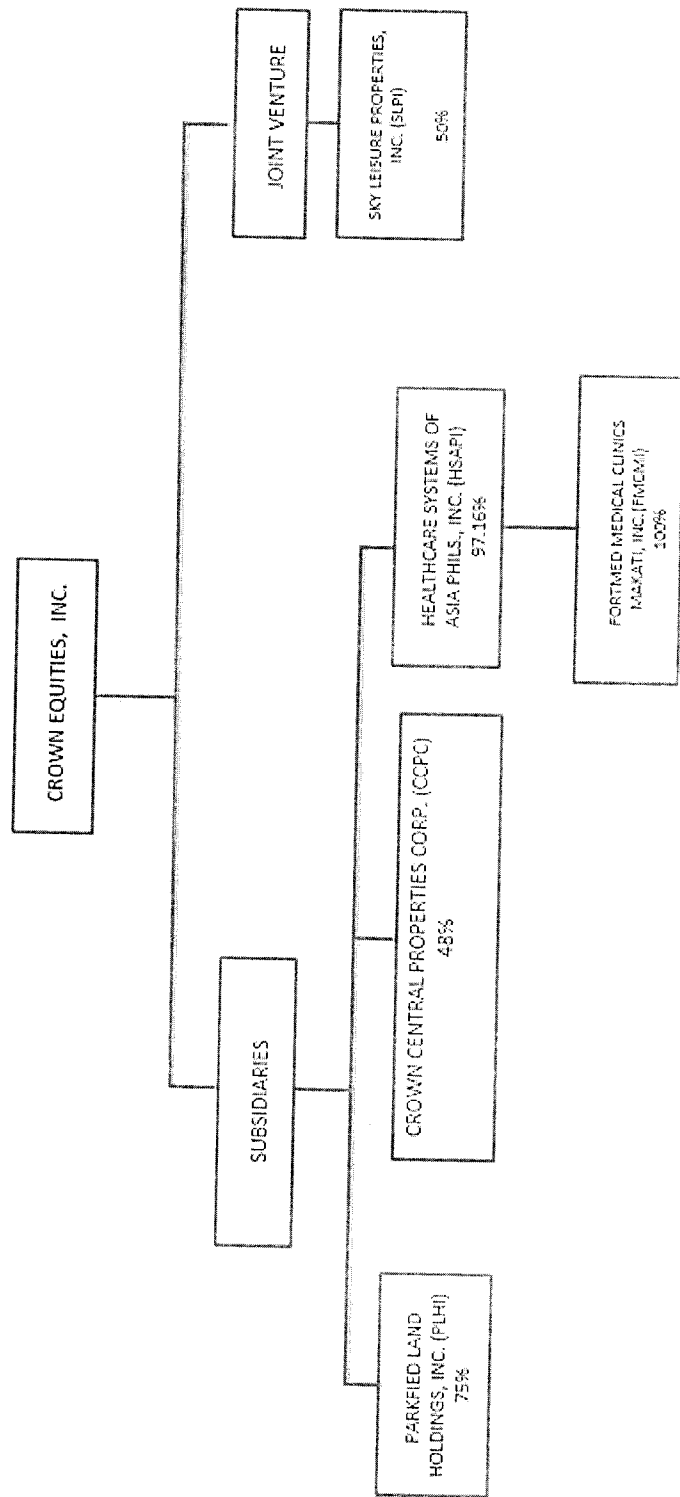 CROWN EQUITIES, INC.
SUBSIDIARIES
JOINT VENTURE
PARKFIED LAND
HOLDINGS, INC. (PLHI)
75%
CROWN CENTRAL PROPERTIES CORP. (CCPC)
48%
HEALTHCARE SYSTEMS OF
ASIA PHILS., INC. (HSAPI)
97.16%
SKY LEISURE PROPERTIES,
INC. (SLPI)
50%
FORTMED MEDICAL CLINICS
MAKATI, INC.(FMCMI)
100%